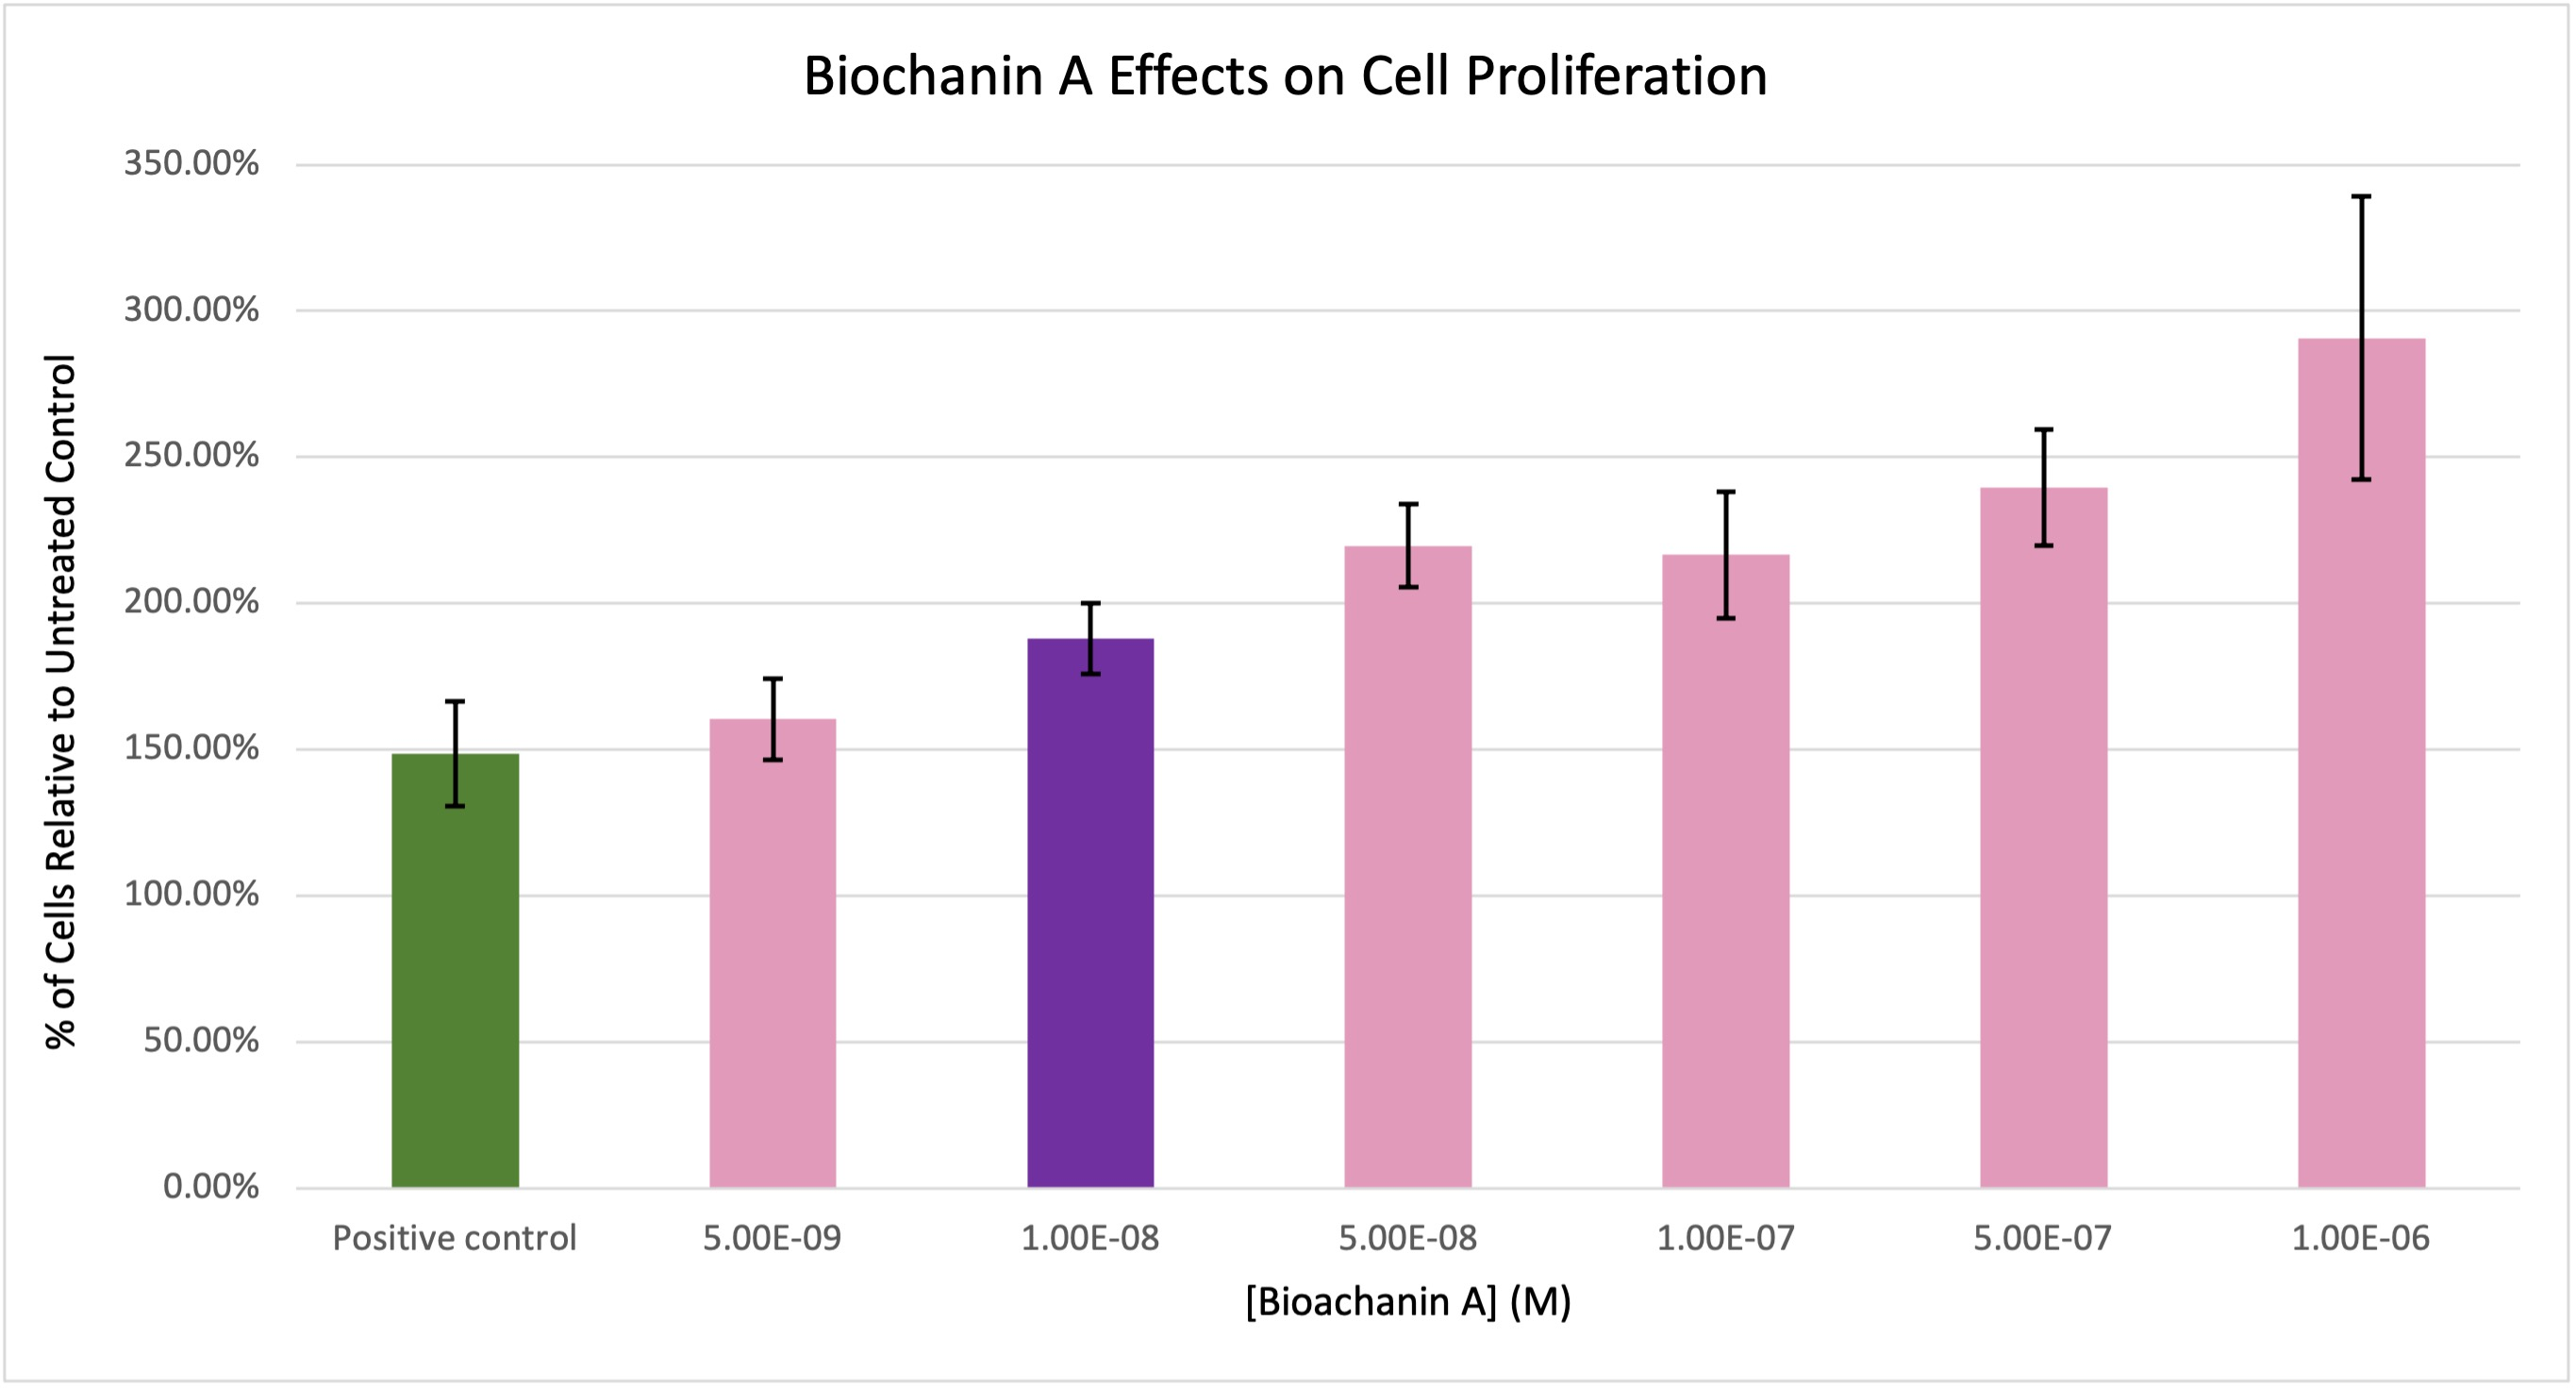 Biochanin A Effects on Cell Proliferation
% of Cells Relative to Untreated Control
350.00%
300.00%
250.00%
200.00%
150.00%
100.00%
50.00%
0.00%
Positive control 5.00E-09 1.00E-08 5.00E-08 1.00E-07 5.00E-07 1.00E-06
[Bioachanin A] (M)